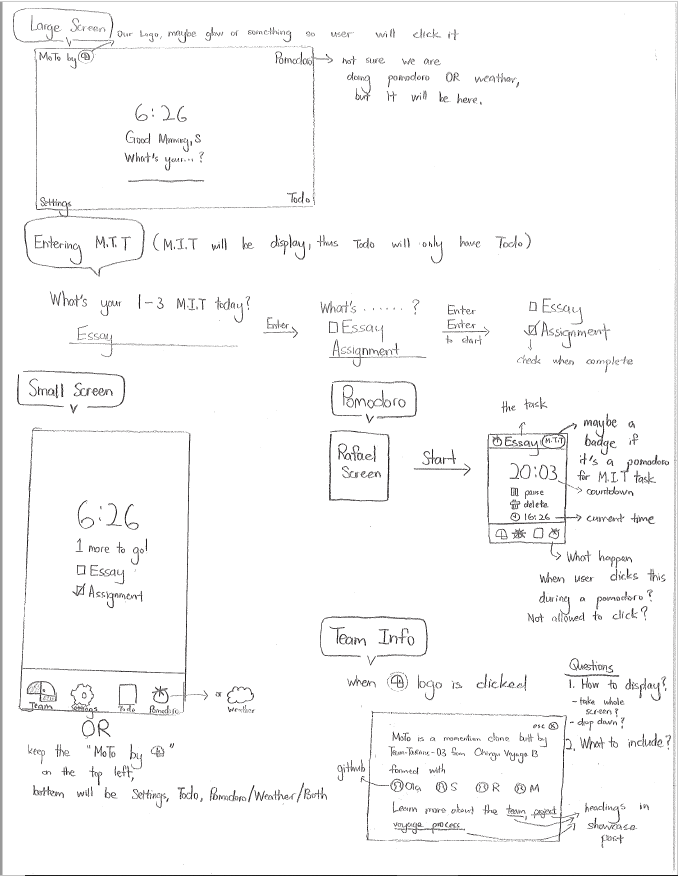 Large Screen
Our Logo, maybe glow or something so user will click it
MoTo by
Pomodoro
not sure we are
doing pomodoro OR weather,
but it will be here.
6:26
Good Morning, S
What's your...?
Settings
Todo
Entering M.I.T (M.I.T will be display, thus Todo will only have Todo)
What's your 1-3 M.I.T today?
Essay
Enter
What's ......?
Essay
Assignment
Enter
Enter
to start
Essay
Assignment
check when complete
Small Screen
6:26
1 more to go!
Essay
Assignment
Team
Settings
Todo
Pomodoro
or
Weather
OR
keep the "MoTo by "
on the top left,
bottom will be Settings, Todo, Pomodoro/Weather/Both
Pomodoro
Rafael
Screen
Start
the task
Essay M.I.T
20:03
pause
delete
16:26
maybe a
badge if
it's a pomodoro
for M.I.T task
countdown
current time
What happen
When user clicks this
during a pomodoro?
Not allowed to click?
Team Info
when logo is clicked
esc
MoTo is a momentum clone built by
from Chingu Voyage 8
formed with
github
Ola S R M
Learn more about the team, project
voyage process
headings in
showcase
part
Questions
1. How to display?
- take whole
screen?
- drop down?
2. What to include?